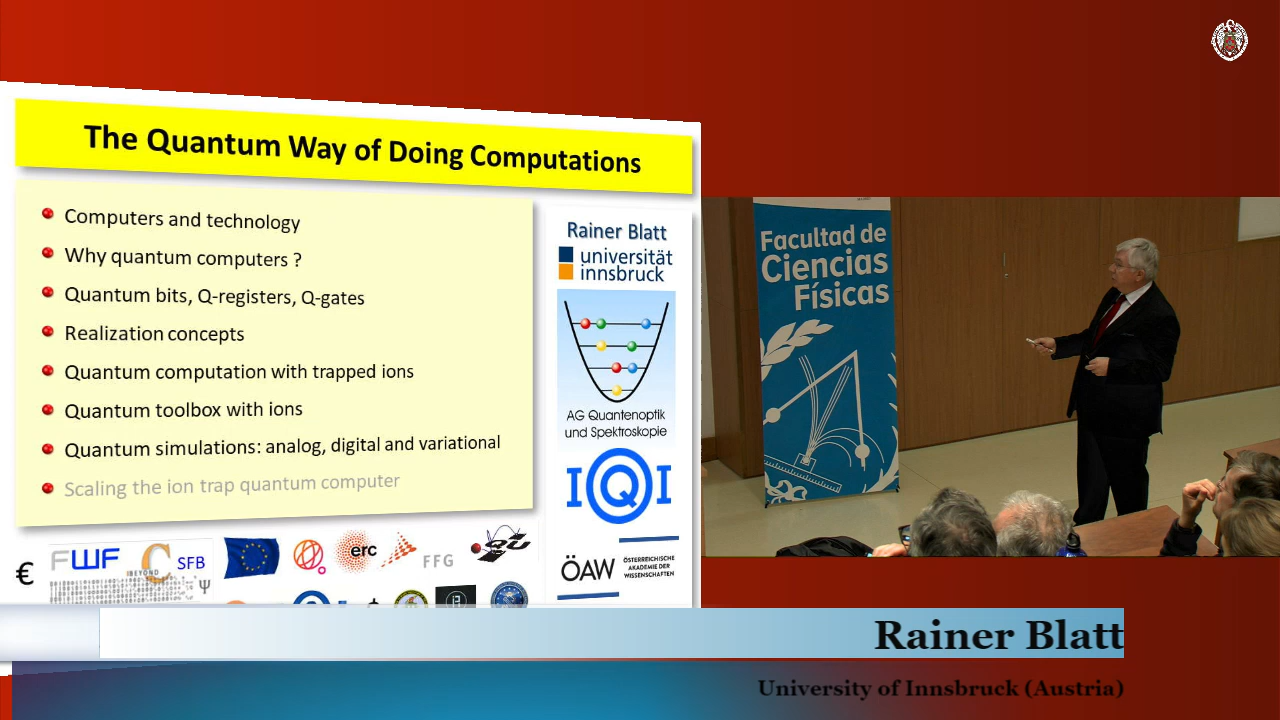 The Quantum Way of Doing Computations
Computers and technology
Why quantum computers ?
Quantum bits, Q-registers, Q-gates
Realization concepts
Quantum computation with trapped ions
Quantum toolbox with ions
Quantum simulations: analog, digital and variational
Scaling the ion trap quantum computer
Rainer Blatt
universität
innsbruck
AG Quantenoptik
und Spektroskopie
IQI
ÖAW
ÖSTERREICHISCHE
AKADEMIE DER
WISSENSCHAFTEN
€
FWF
SFB
BEYOND
Ψ
erc
FFG
Facultad de
Ciencias
Físicas
Rainer Blatt
University of Innsbruck (Austria)